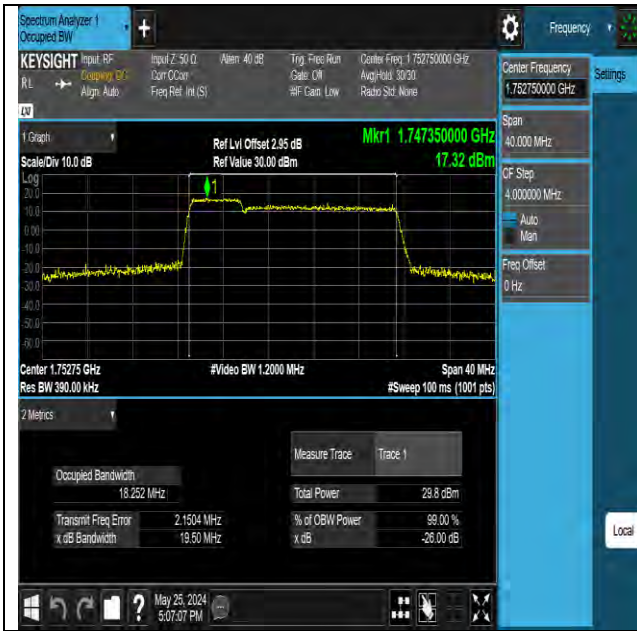 Spectrum Analyzer 1
Occupied BW
Frequency
KEYSIGHT Input: RF
Input Z: 50 Ω
Atten: 40 dB
Trig: Free Run
Center Freq: 1.752750000 GHz
RL
Coupling: DC
Corr CCorr
Gate: Off
Avg|Hold: 30/30
Align: Auto
Freq Ref: Int (S)
#IF Gain: Low
Radio Std: None
Center Frequency
1.752750000 GHz
Settings
Span
40.000 MHz
CF Step
4.000000 MHz
Auto
Man
Freq Offset
0 Hz
Local
1 Graph
Ref Lvl Offset 2.95 dB
Mkr1 1.747350000 GHz
Scale/Div 10.0 dB
Ref Value 30.00 dBm
17.32 dBm
Log
20.0
10.0
0.00
-10.0
-20.0
-30.0
-40.0
-50.0
-60.0
1
Center 1.75275 GHz
#Video BW 1.2000 MHz
Span 40 MHz
Res BW 390.00 kHz
#Sweep 100 ms (1001 pts)
2 Metrics
Measure Trace
Trace 1
Occupied Bandwidth
18.252 MHz
Total Power
29.8 dBm
Transmit Freq Error
2.1504 MHz
% of OBW Power
99.00 %
x dB Bandwidth
19.50 MHz
x dB
-26.00 dB
May 25, 2024
5:07:07 PM